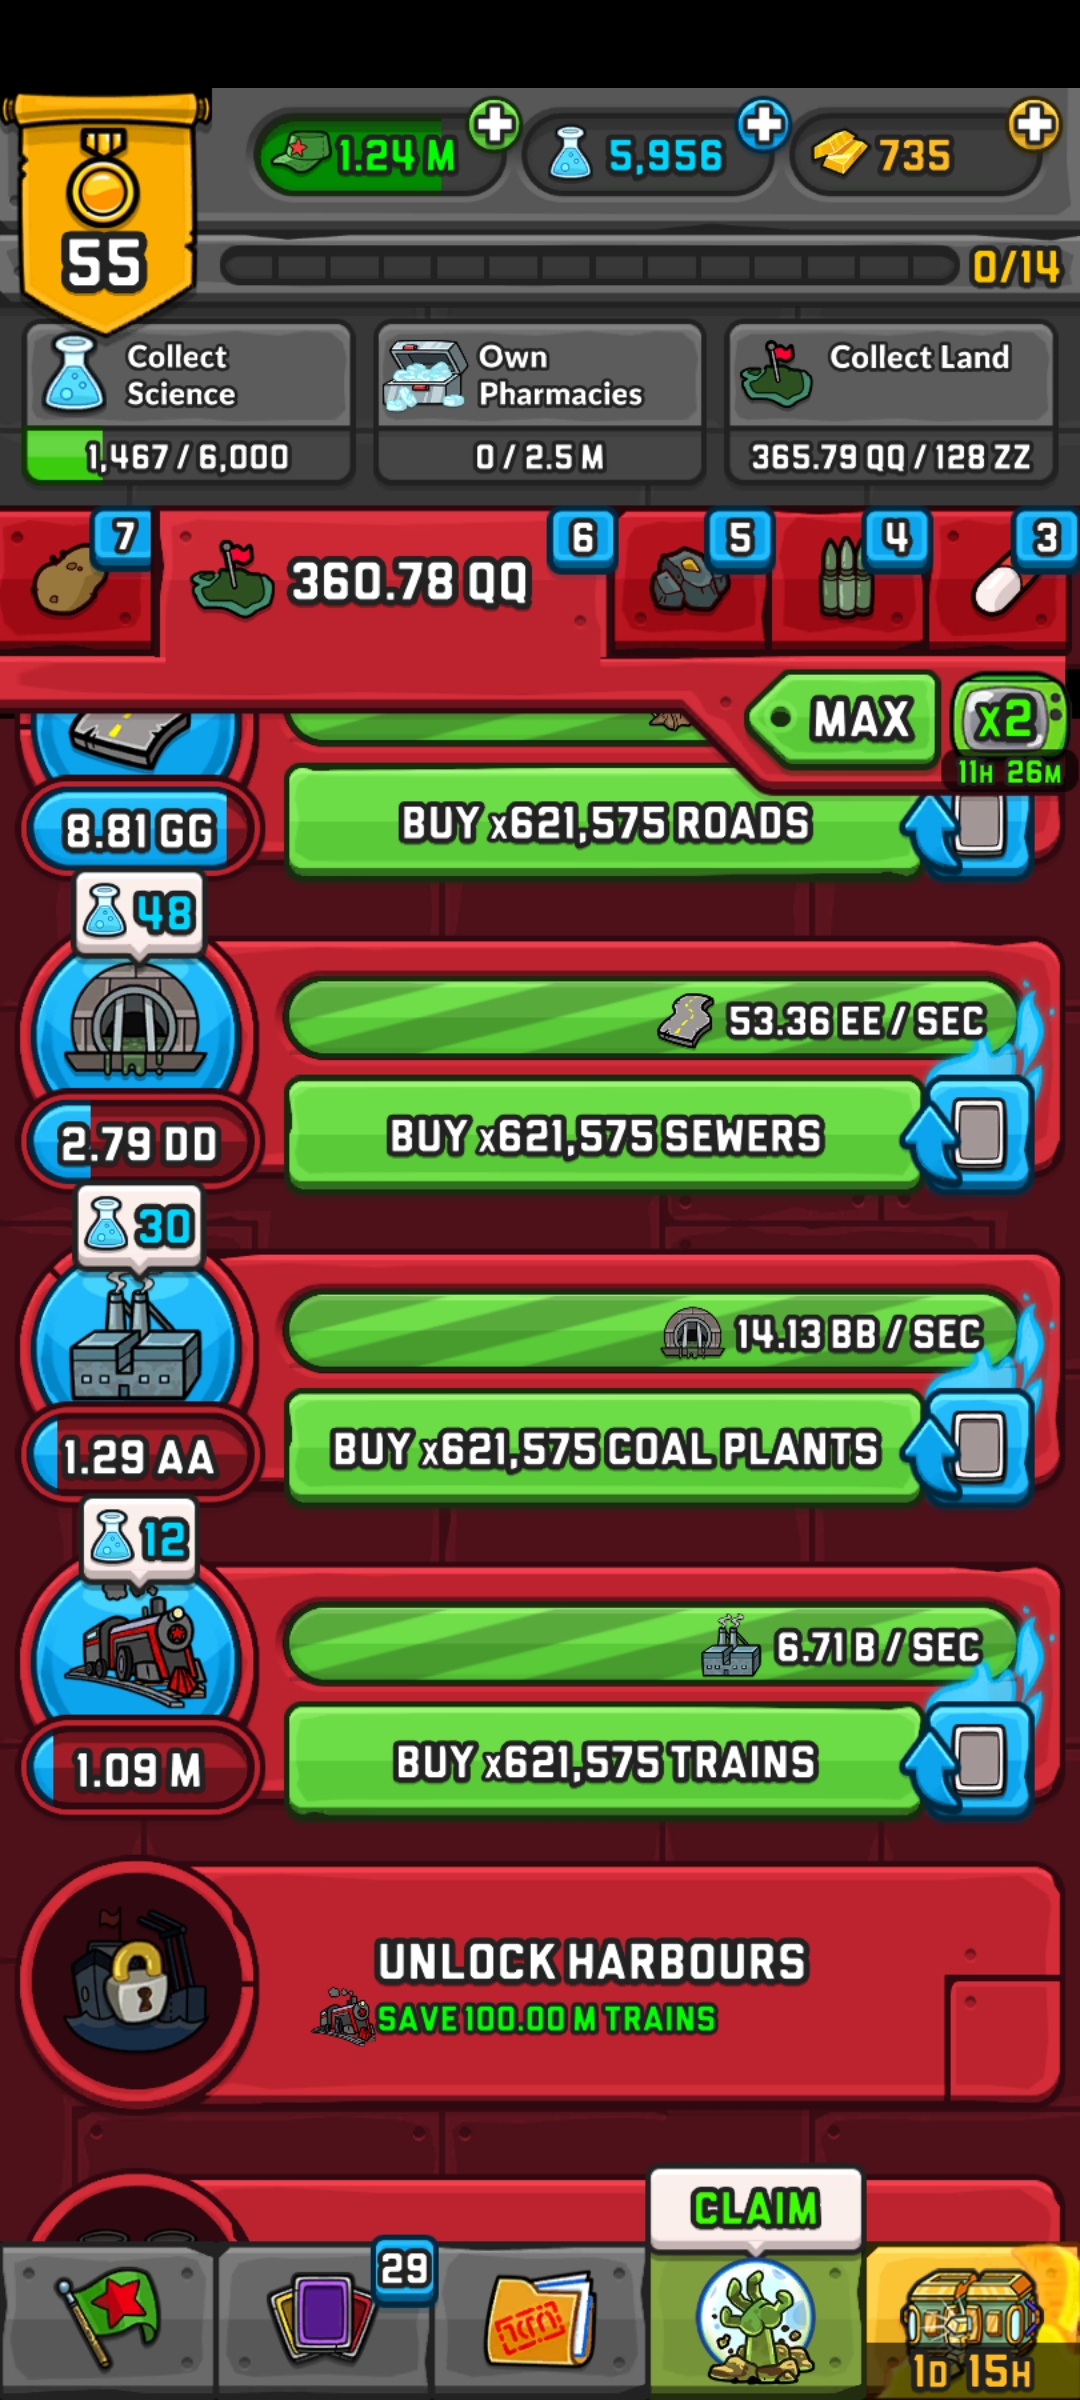 1.24 M
5,956
735
55
0/14
Collect
Science
1,467 / 6,000
Own
Pharmacies
0 / 2.5 M
Collect Land
365.79 QQ / 128 ZZ
7
360.78 QQ
6
5
4
3
MAX
x2
11H 26M
8.81 GG
BUY x621,575 ROADS
48
53.36 EE / SEC
2.79 DD
BUY x621,575 SEWERS
30
14.13 BB / SEC
1.29 AA
BUY x621,575 COAL PLANTS
12
6.71 B / SEC
1.09 M
BUY x621,575 TRAINS
UNLOCK HARBOURS
SAVE 100.00 M TRAINS
CLAIM
29
1D 15H